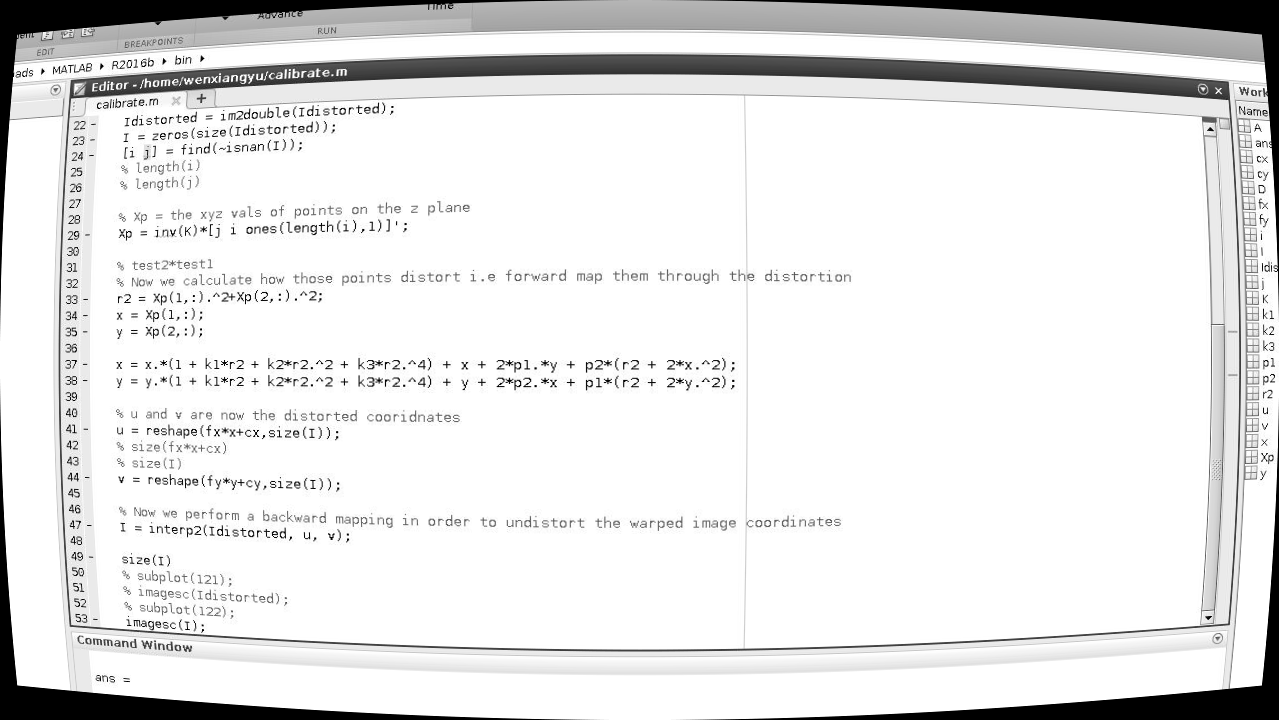 Advance
Time
EDIT
BREAKPOINTS
RUN
MATLAB R2016b bin
Editor - /home/wenxiangyu/calibrate.m
calibrate.m
22 - Idistorted = im2double(Idistorted);
23 - I = zeros(size(Idistorted));
24 - [i j] = find(~isnan(I));
25 % length(i)
26 % length(j)
27
28 % Xp = the xyz vals of points on the z plane
29 - Xp = inv(K)*[j i ones(length(i),1)]';
30
31 % test2*test1
32 % Now we calculate how those points distort i.e forward map them through the distortion
33 - r2 = Xp(1,:).^2+Xp(2,:).^2;
34 - x = Xp(1,:);
35 - y = Xp(2,:);
36
37 - x = x.*(1 + k1*r2 + k2*r2.^2 + k3*r2.^4) + x + 2*p1.*y + p2*(r2 + 2*x.^2);
38 - y = y.*(1 + k1*r2 + k2*r2.^2 + k3*r2.^4) + y + 2*p2.*x + p1*(r2 + 2*y.^2);
39
40 % u and v are now the distorted cooridnates
41 - u = reshape(fx*x+cx,size(I));
42 % size(fx*x+cx)
43 % size(I)
44 - v = reshape(fy*y+cy,size(I));
45
46 % Now we perform a backward mapping in order to undistort the warped image coordinates
47 - I = interp2(Idistorted, u, v);
48
49 - size(I)
50 % subplot(121);
51 % imagesc(Idistorted);
52 % subplot(122);
53 - imagesc(I);
Command Window
ans =
Name
A
ans
cx
cy
D
fx
fy
i
I
j
K
k1
k2
k3
p1
p2
r2
u
v
x
Xp
y